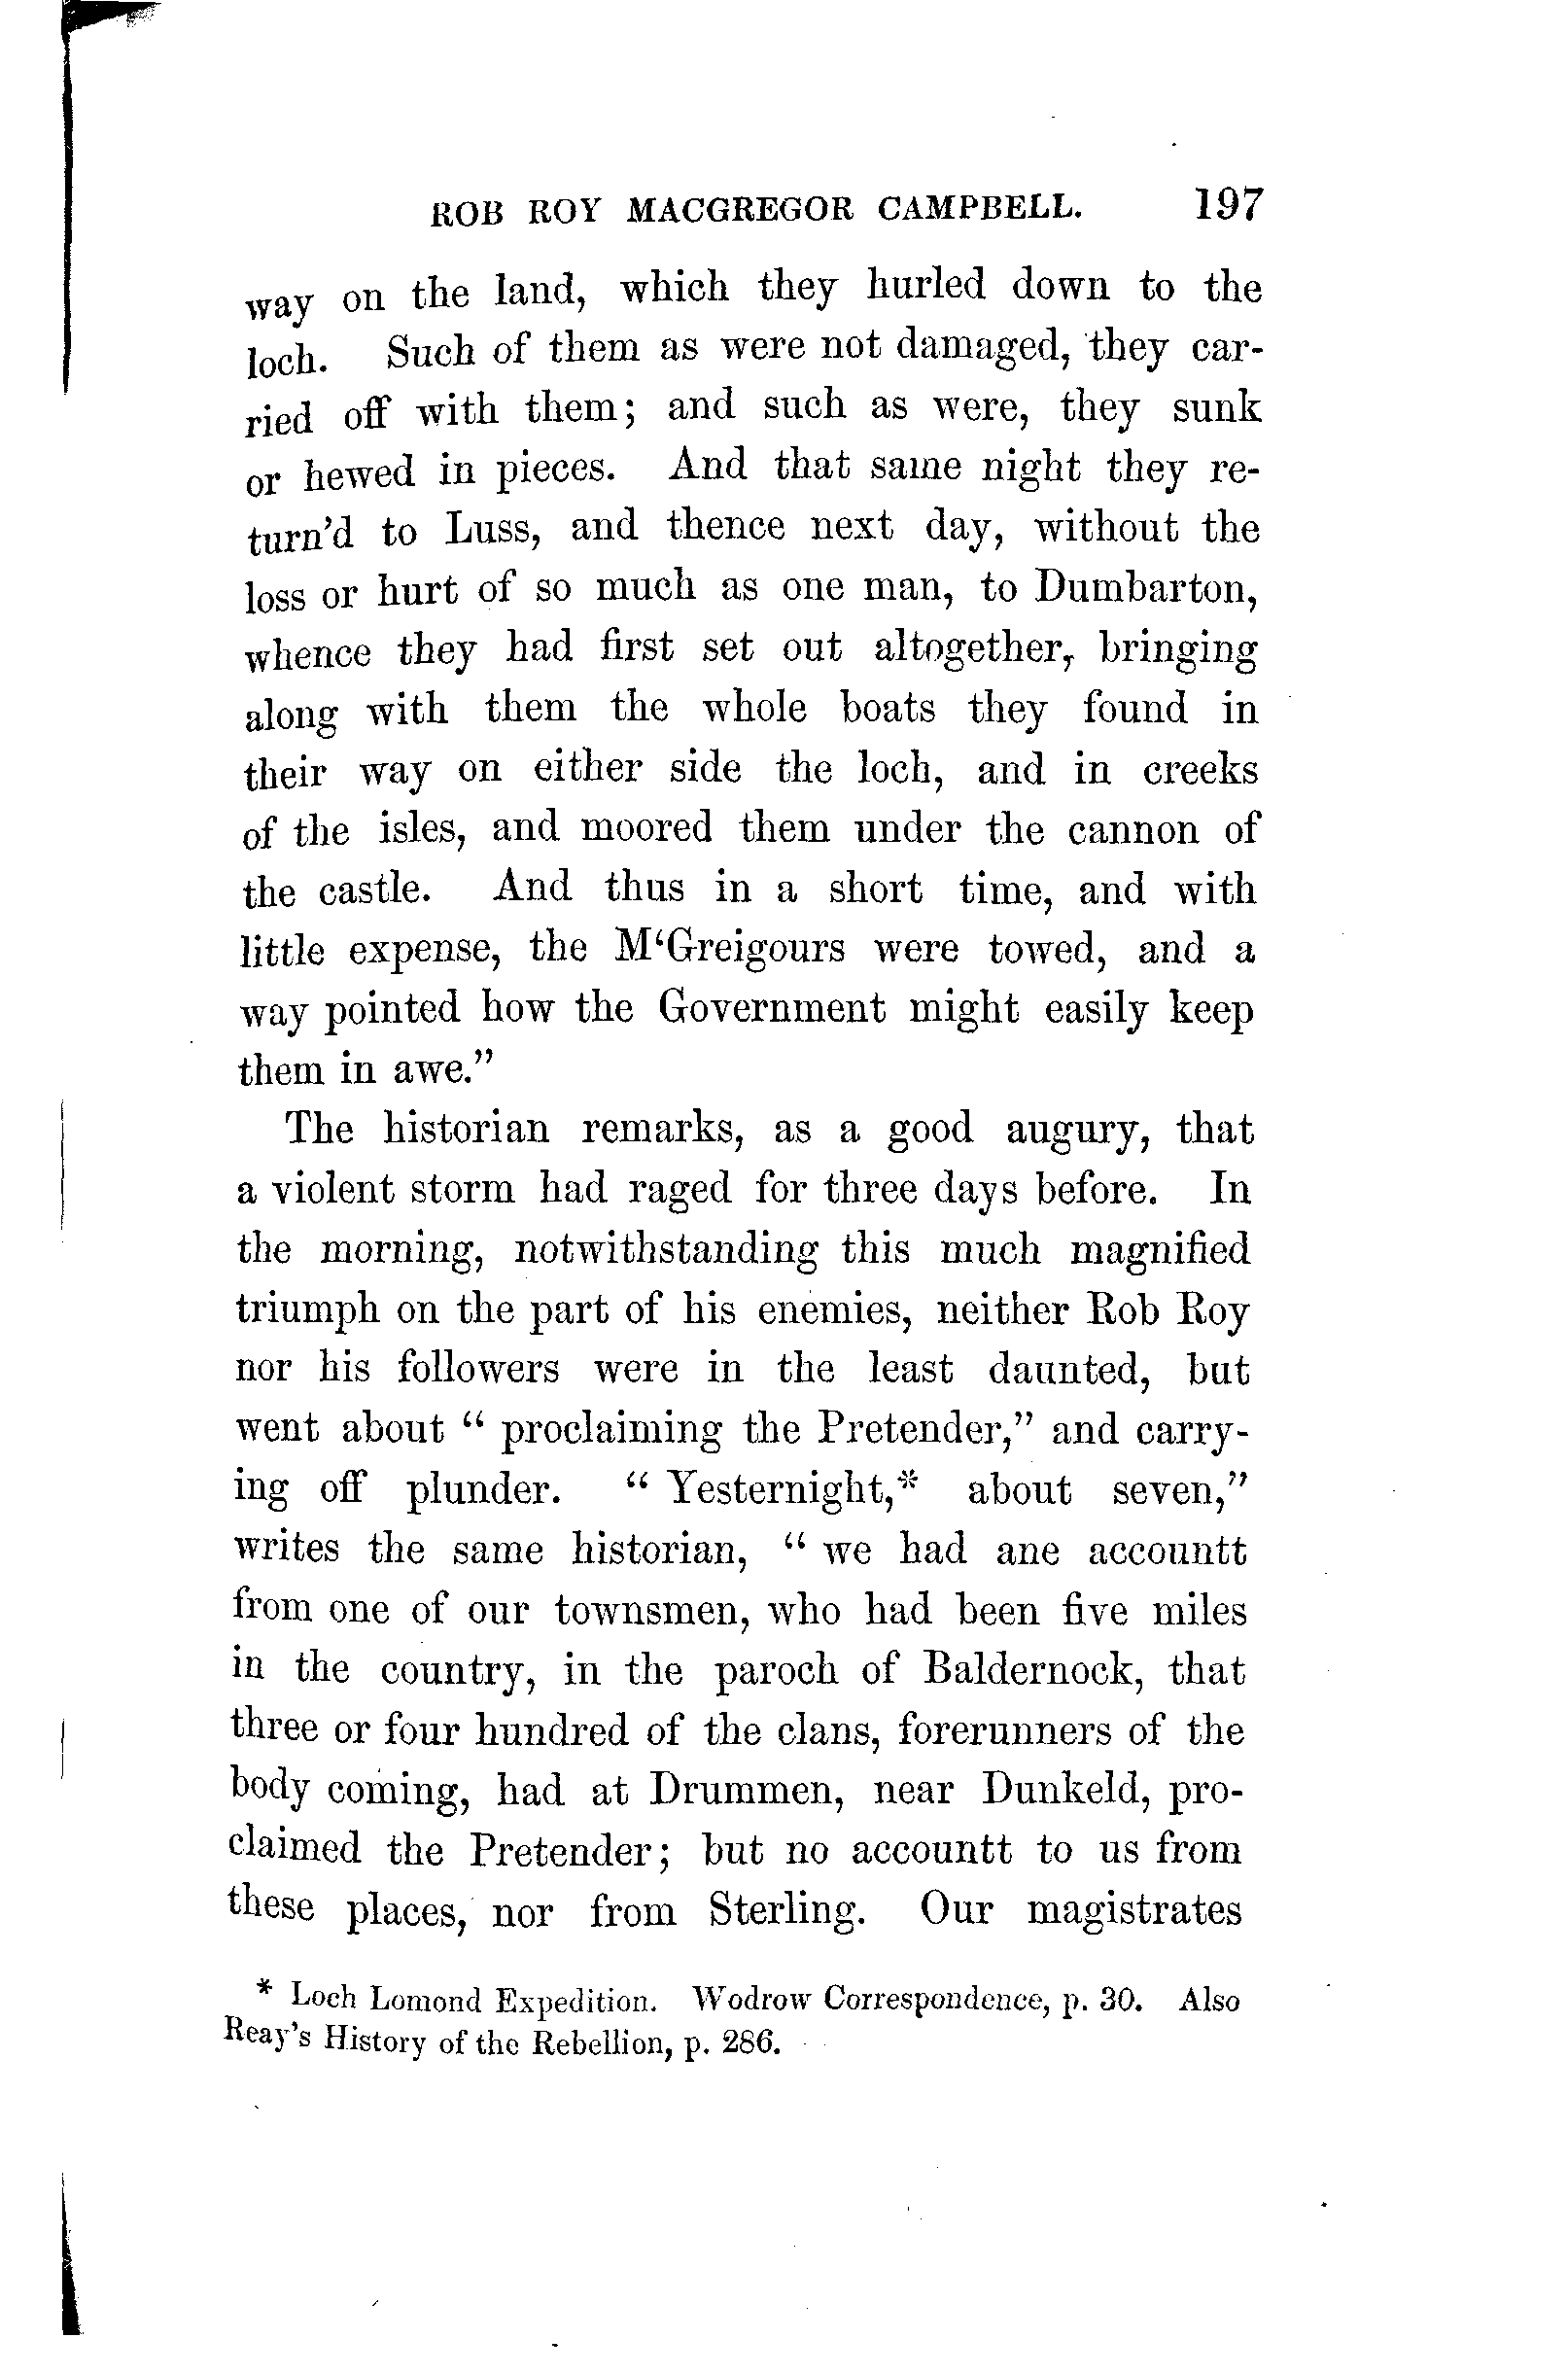 ROB ROY MACGREGOR CAMPBELL. 197
way on the land, which they hurled down to the
loch. Such of them as were not damaged, they car-
ried off with them; and such as were, they sunk
or hewed in pieces. And that same night they re-
turn'd to Luss, and thence next day, without the
loss or hurt of so much as one man, to Dumbarton,
whence they had first set out altogether, bringing
along with them the whole boats they found in
their way on either side the loch, and in creeks
of the isles, and moored them under the cannon of
the castle. And thus in a short time, and with
little expense, the M‘Greigours were towed, and a
way pointed how the Government might easily keep
them in awe.”
The historian remarks, as a good augury, that
a violent storm had raged for three days before. In
the morning, notwithstanding this much magnified
triumph on the part of his enemies, neither Rob Roy
nor his followers were in the least daunted, but
went about “ proclaiming the Pretender,” and carry-
ing off plunder. “ Yesternight,* about seven,”
writes the same historian, “ we had ane accountt
from one of our townsmen, who had been five miles
in the country, in the paroch of Baldernock, that
three or four hundred of the clans, forerunners of the
body coming, had at Drummen, near Dunkeld, pro-
claimed the Pretender; but no accountt to us from
these places, nor from Sterling. Our magistrates
* Loch Lomond Expedition. Wodrow Correspondence, p. 30. Also
Reay's History of the Rebellion, p. 286.